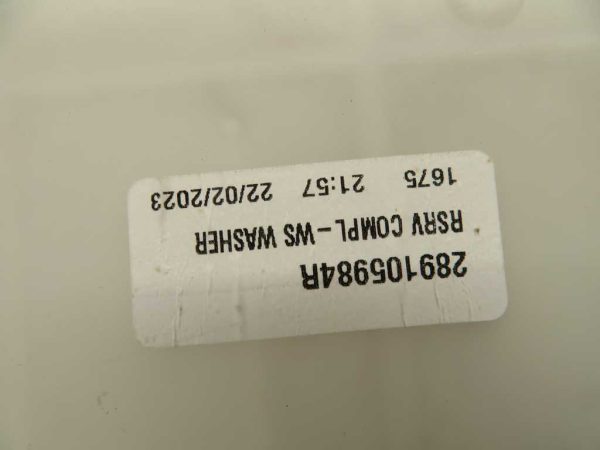 289105984R
RSRV COMPL-WS WASHER
1675 21:57 22/02/2023